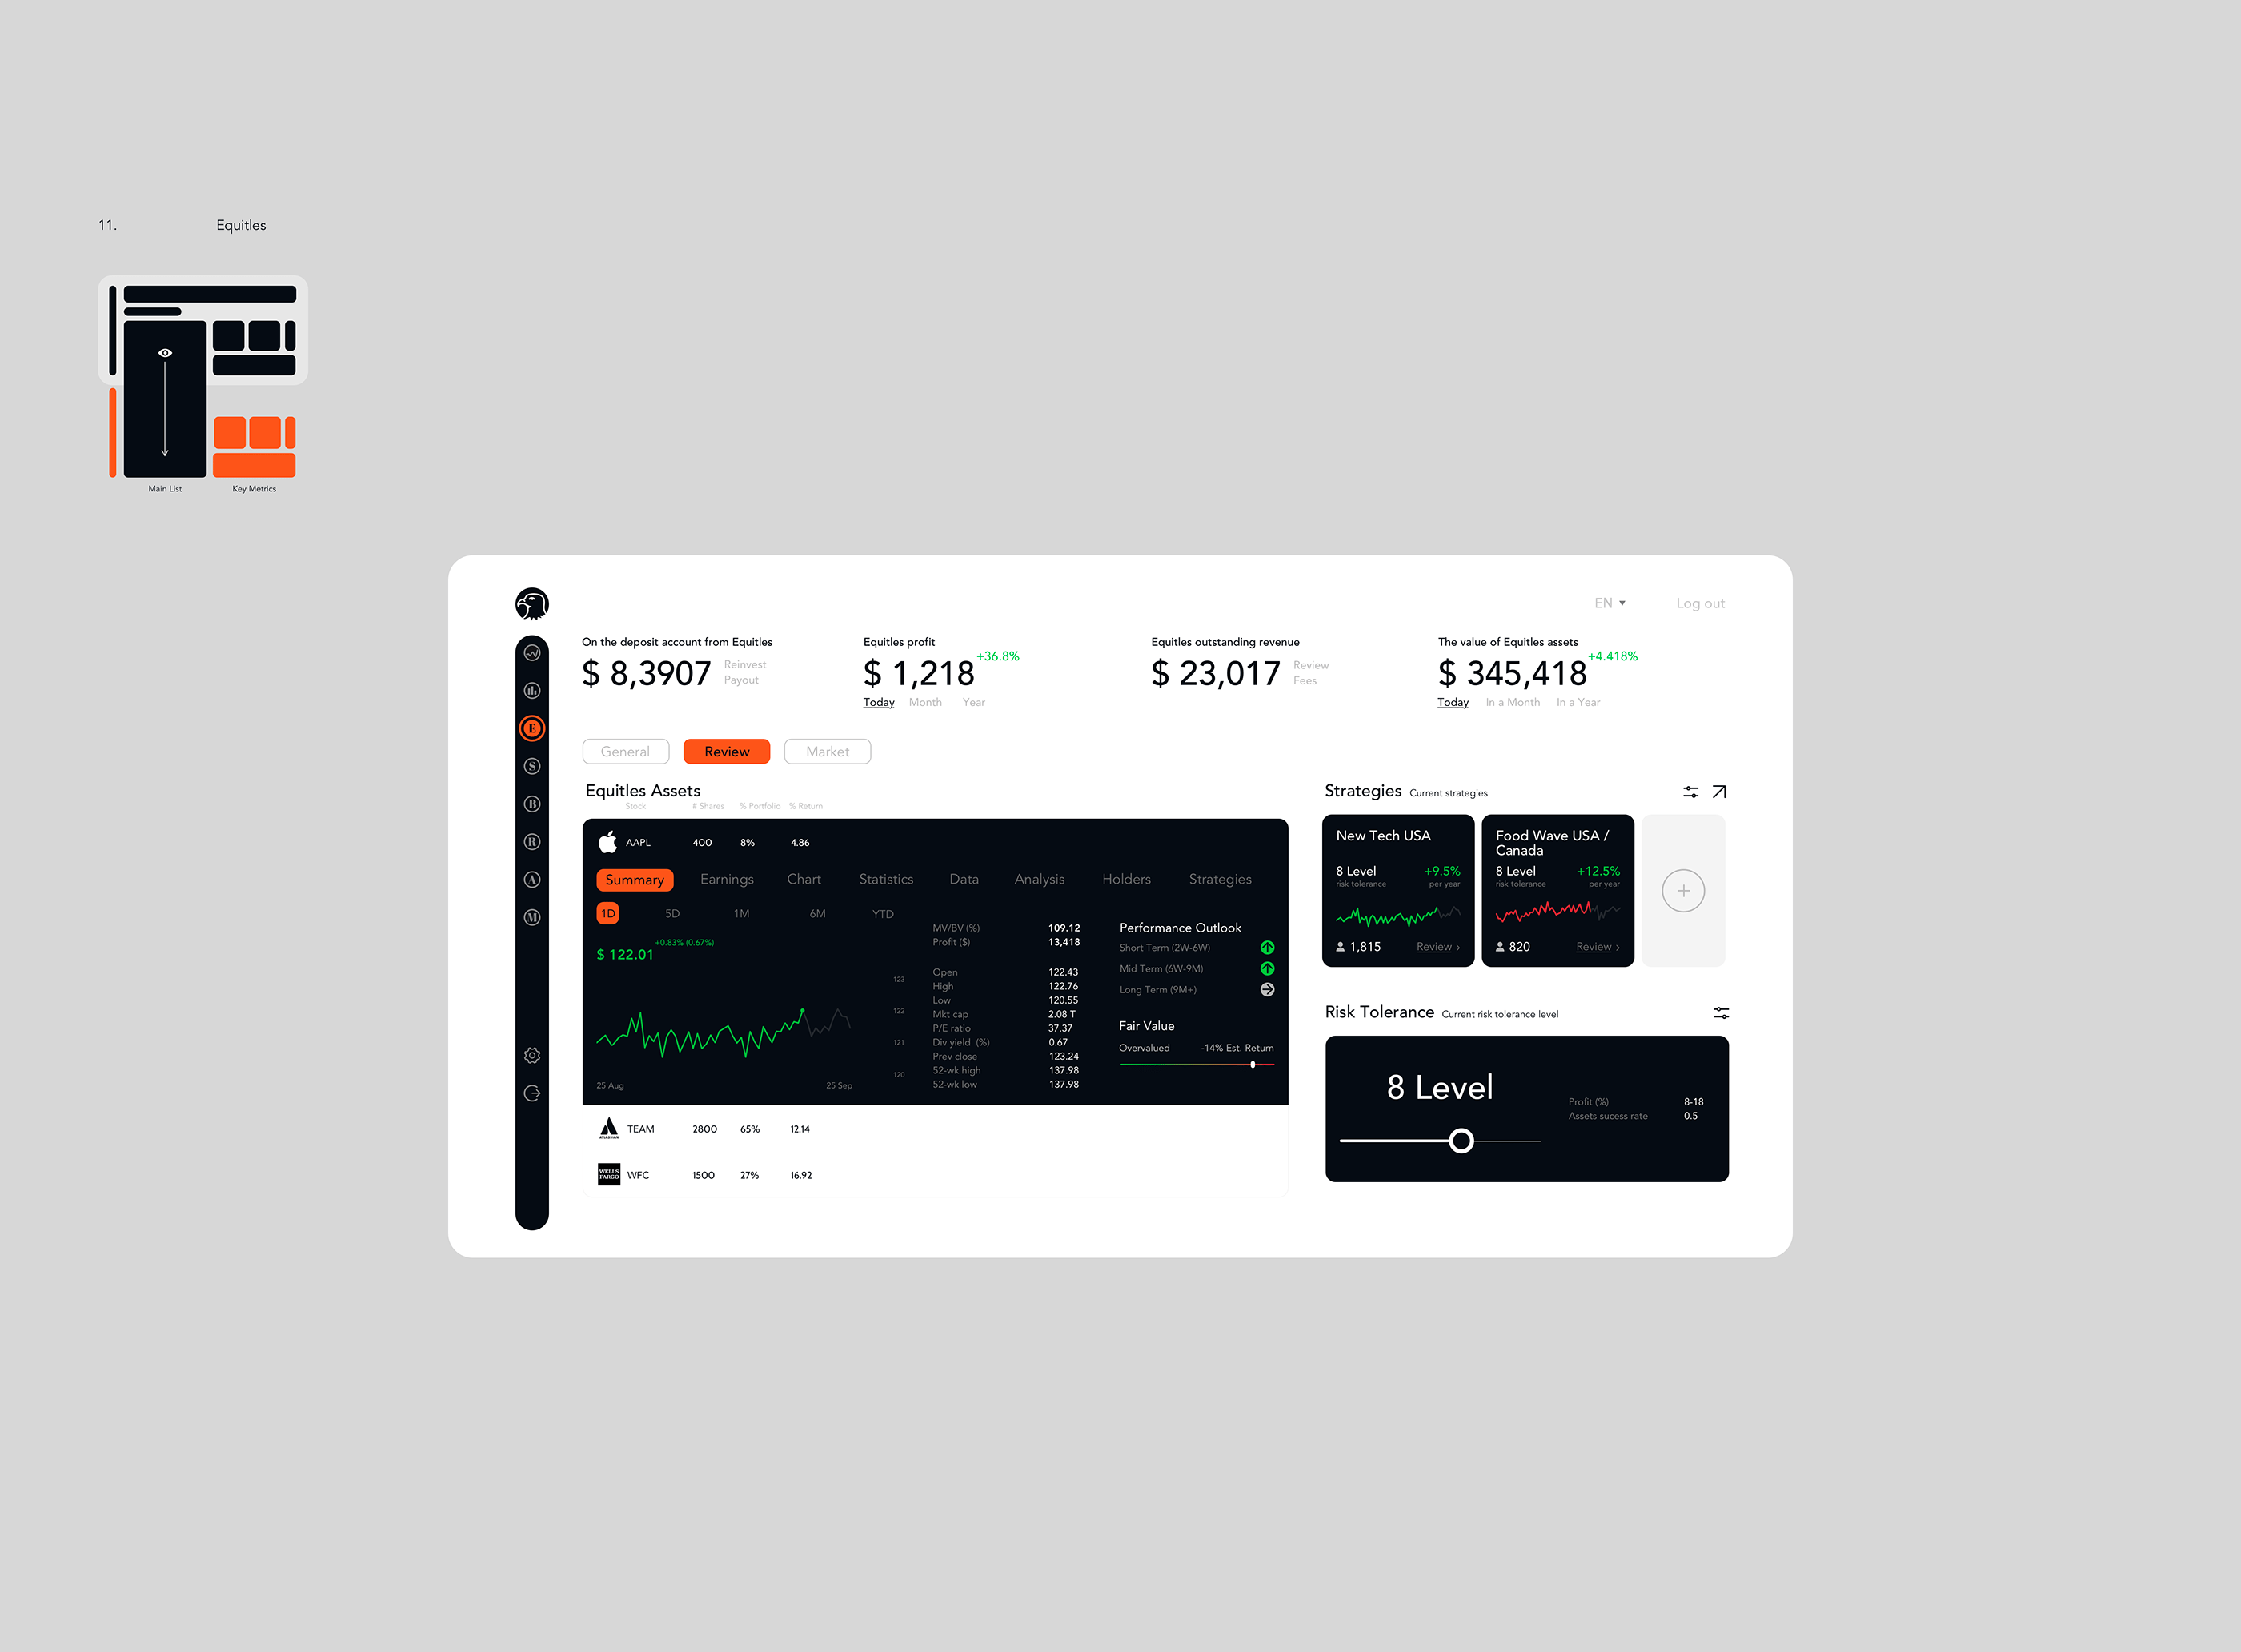 11. Equitles
Main List Key Metrics
EN Log out
On the deposit account from Equitles
$ 8,3907
Reinvest
Payout
Equitles profit
$ 1,218
+36.8%
Today Month Year
Equitles outstanding revenue
$ 23,017
Review
Fees
The value of Equitles assets
$ 345,418
+4.418%
Today In a Month In a Year
E
S
B
R
A
M
General Review Market
Equitles Assets
Stock # Shares % Portfolio % Return
AAPL 400 8% 4.86
Summary Earnings Chart Statistics Data Analysis Holders Strategies
1D 5D 1M 6M YTD
+0.83% (0.67%)
$ 122.01
123
122
121
120
25 Aug 25 Sep
MV/BV (%) 109.12
Profit ($) 13,418
Open 122.43
High 122.76
Low 120.55
Mkt cap 2.08 T
P/E ratio 37.37
Div yield (%) 0.67
Prev close 123.24
52-wk high 137.98
52-wk low 137.98
Performance Outlook
Short Term (2W-6W)
Mid Term (6W-9M)
Long Term (9M+)
Fair Value
Overvalued -14% Est. Return
ATLASSIAN
TEAM 2800 65% 12.14
WELLS
FARGO
WFC 1500 27% 16.92
Strategies Current strategies
New Tech USA
8 Level +9.5%
risk tolerance per year
1,815 Review >
Food Wave USA /
Canada
8 Level +12.5%
risk tolerance per year
820 Review >
Risk Tolerance Current risk tolerance level
8 Level
Profit (%) 8-18
Assets sucess rate 0.5